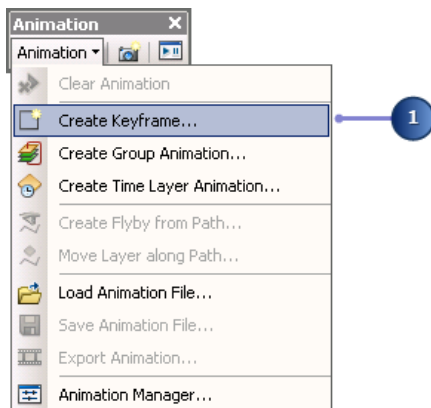 Animation
Animation
Clear Animation
Create Keyframe...
1
Create Group Animation...
Create Time Layer Animation...
Create Flyby from Path...
Move Layer along Path...
Load Animation File...
Save Animation File...
Export Animation...
Animation Manager...